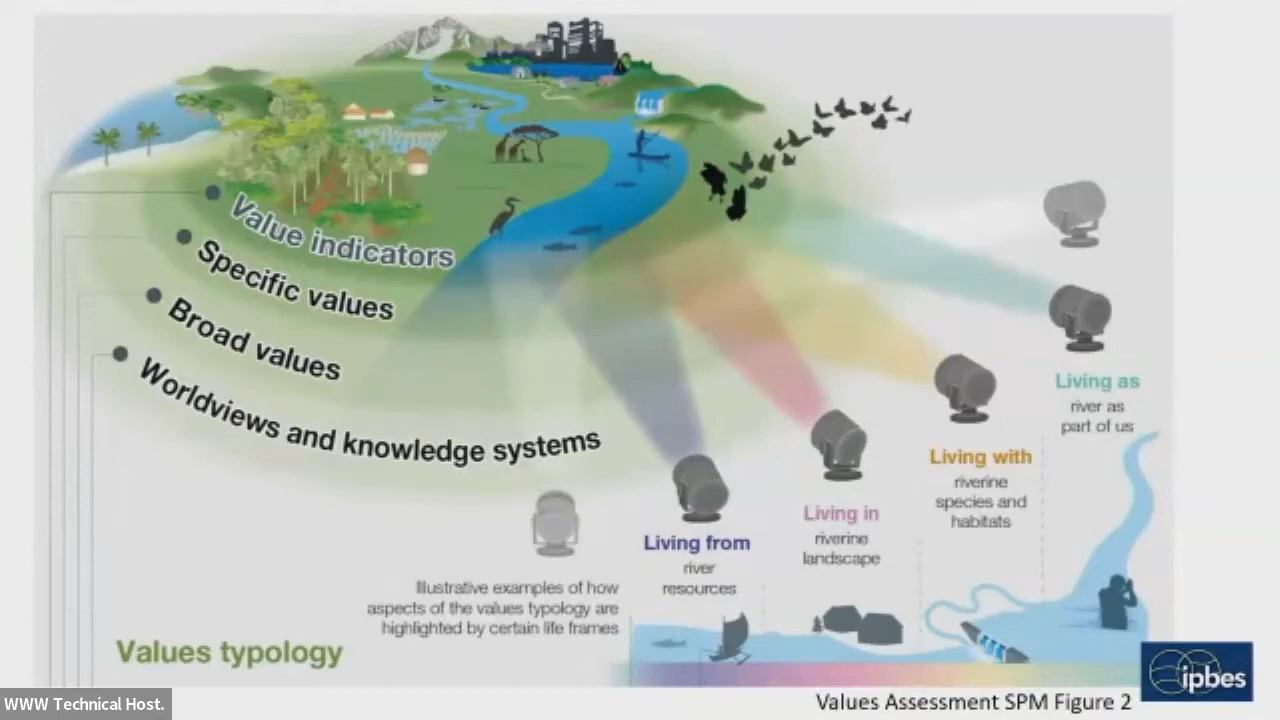 Value indicators
Specific values
Broad values
Worldviews and knowledge systems
Living as
river as
part of us
Living with
riverine
species and
habitats
Living in
riverine
landscape
Living from
river
resources
Illustrative examples of how
aspects of the values typology are
highlighted by certain life frames
Values typology
ipbes
Values Assessment SPM Figure 2
WWW Technical Host.